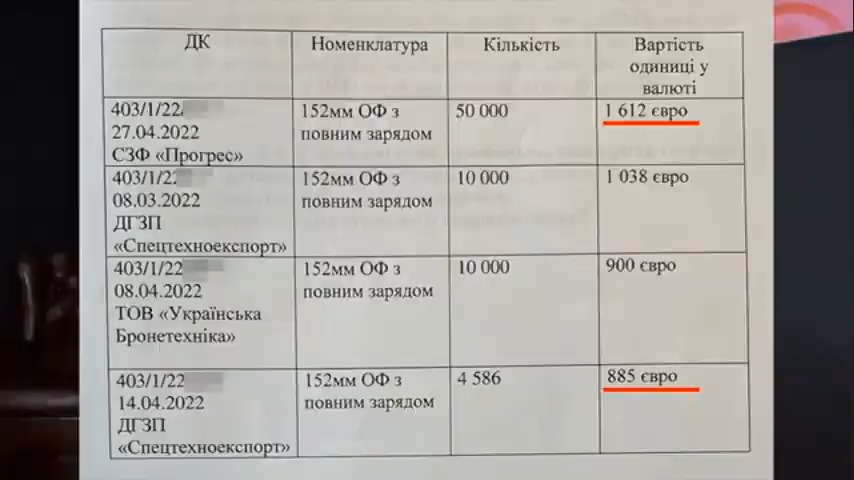 ДК
Номенклатура
Кількість
Вартість
одиниці у
валюті
403/1/22
27.04.2022
СЗФ «Прогрес»
152мм ОФ з
повним зарядом
50 000
1 612 євро
403/1/2
08.03.2022
ДГЗП
«Спецтехноекспорт»
152мм ОФ з
повним зарядом
10 000
1 038 євро
403/1/22
08.04.2022
ТОВ «Українська
Бронетехніка»
152мм ОФ з
повним зарядом
10 000
900 євро
403/1/22
14.04.2022
ДГЗП
«Спецтехноекспорт»
152мм ОФ з
повним зарядом
4 586
885 євро